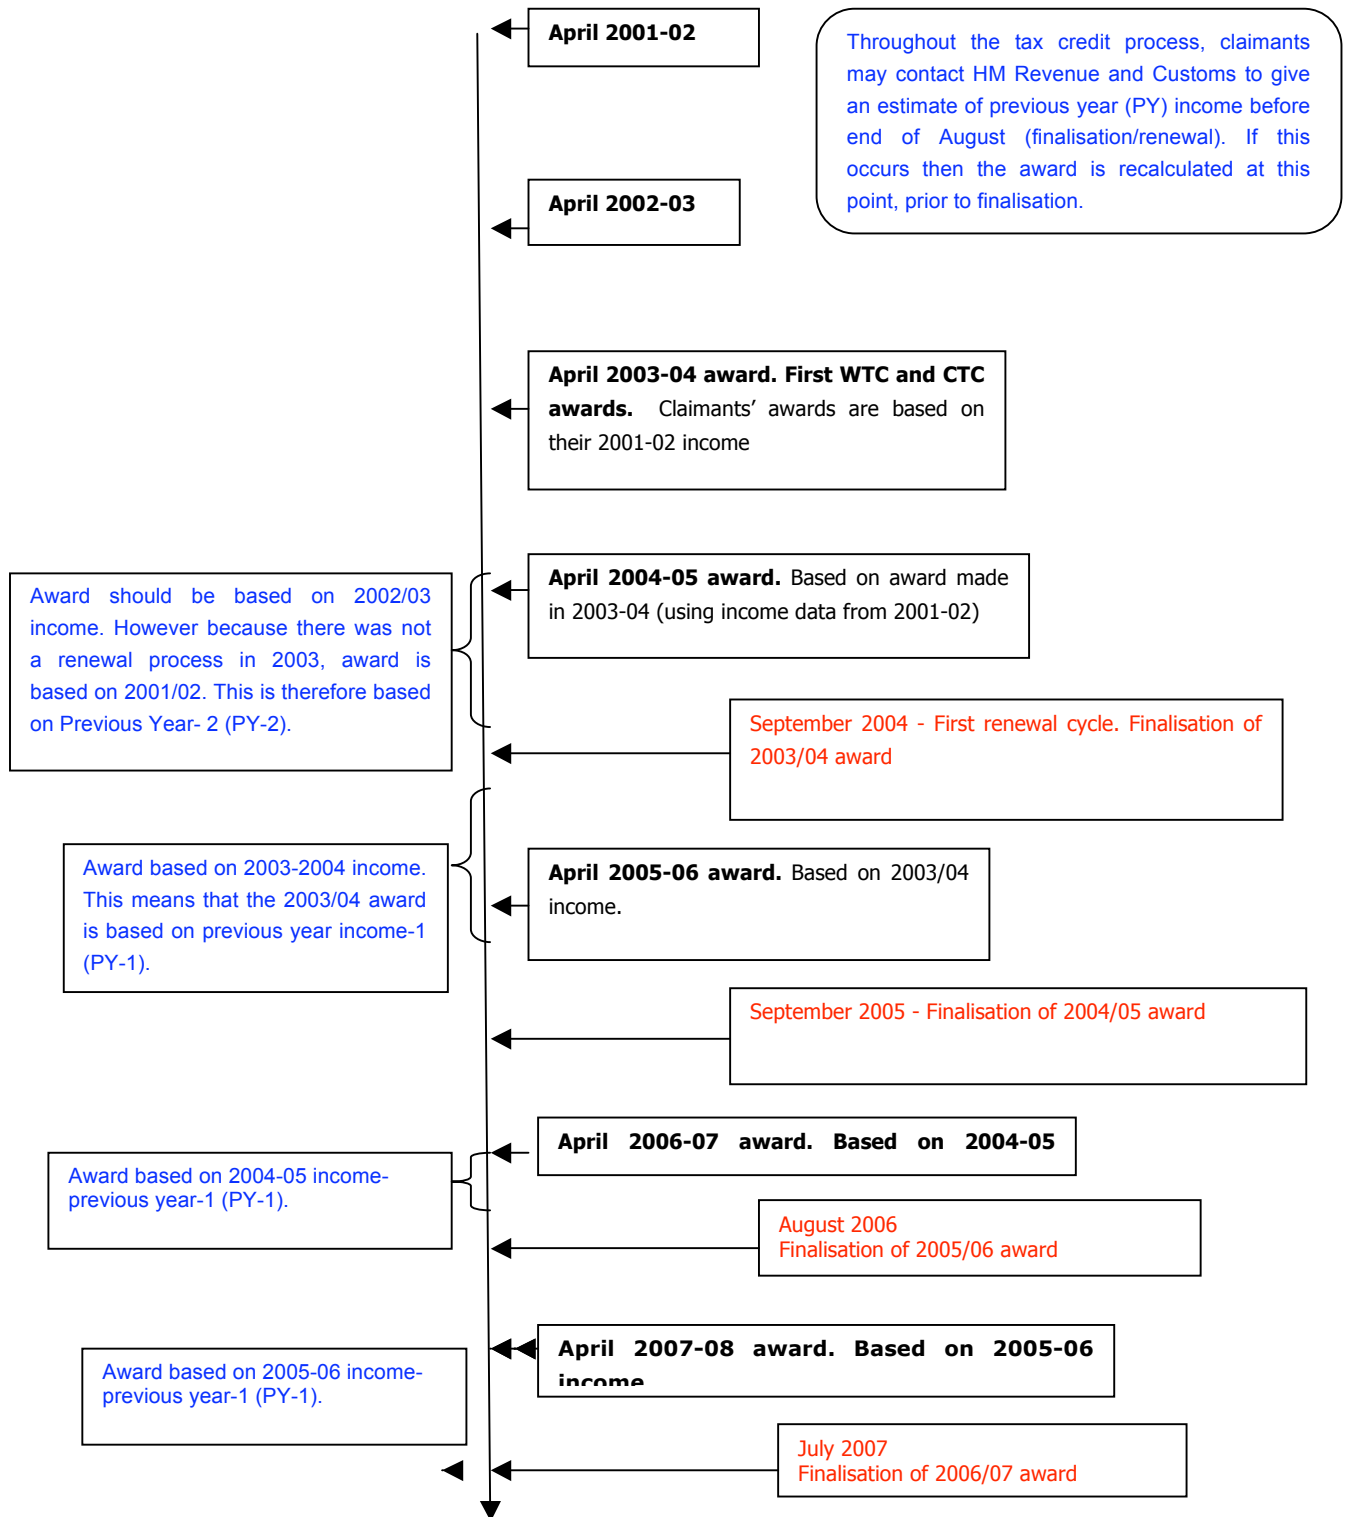 April 2001-02
Throughout the tax credit process, claimants
may contact HM Revenue and Customs to give
an estimate of previous year (PY) income before
end of August (finalisation/renewal). If this
occurs then the award is recalculated at this
point, prior to finalisation.
April 2002-03
April 2003-04 award. First WTC and CTC
awards. Claimants' awards are based on
their 2001-02 income
April 2004-05 award. Based on award made
in 2003-04 (using income data from 2001-02)
Award should be based on 2002/03
income. However because there was not
a renewal process in 2003, award is
based on 2001/02. This is therefore based
on Previous Year- 2 (PY-2).
September 2004 - First renewal cycle. Finalisation of
2003/04 award
Award based on 2003-2004 income.
This means that the 2003/04 award
is based on previous year income-1
(PY-1).
April 2005-06 award. Based on 2003/04
income.
September 2005 - Finalisation of 2004/05 award
April 2006-07 award. Based on 2004-05
Award based on 2004-05 income-
previous year-1 (PY-1).
August 2006
Finalisation of 2005/06 award
April 2007-08 award. Based on 2005-06
income
Award based on 2005-06 income-
previous year-1 (PY-1).
July 2007
Finalisation of 2006/07 award